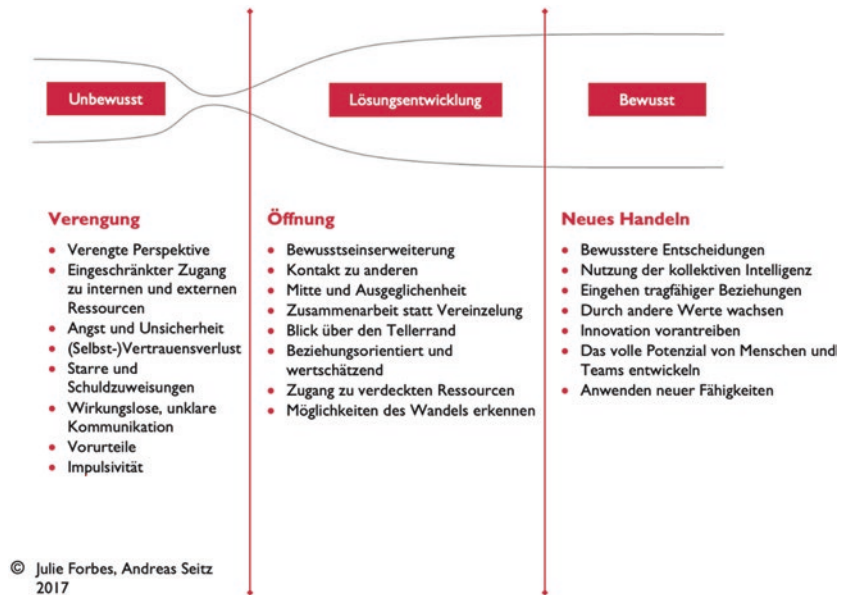 Unbewusst
Lösungsentwicklung
Bewusst
Verengung
• Verengte Perspektive
• Eingeschränkter Zugang
zu internen und externen
Ressourcen
• Angst und Unsicherheit
• (Selbst-)Vertrauensverlust
• Starre und
Schuldzuweisungen
• Wirkungslose, unklare
Kommunikation
• Vorurteile
• Impulsivität
Öffnung
• Bewusstseinserweiterung
• Kontakt zu anderen
• Mitte und Ausgeglichenheit
• Zusammenarbeit statt Vereinzelung
• Blick über den Tellerrand
• Beziehungsorientiert und
wertschätzend
• Zugang zu verdeckten Ressourcen
• Möglichkeiten des Wandels erkennen
Neues Handeln
• Bewusstere Entscheidungen
• Nutzung der kollektiven Intelligenz
• Eingehen tragfähiger Beziehungen
• Durch andere Werte wachsen
• Innovation vorantreiben
• Das volle Potenzial von Menschen und
Teams entwickeln
• Anwenden neuer Fähigkeiten
© Julie Forbes, Andreas Seitz
2017